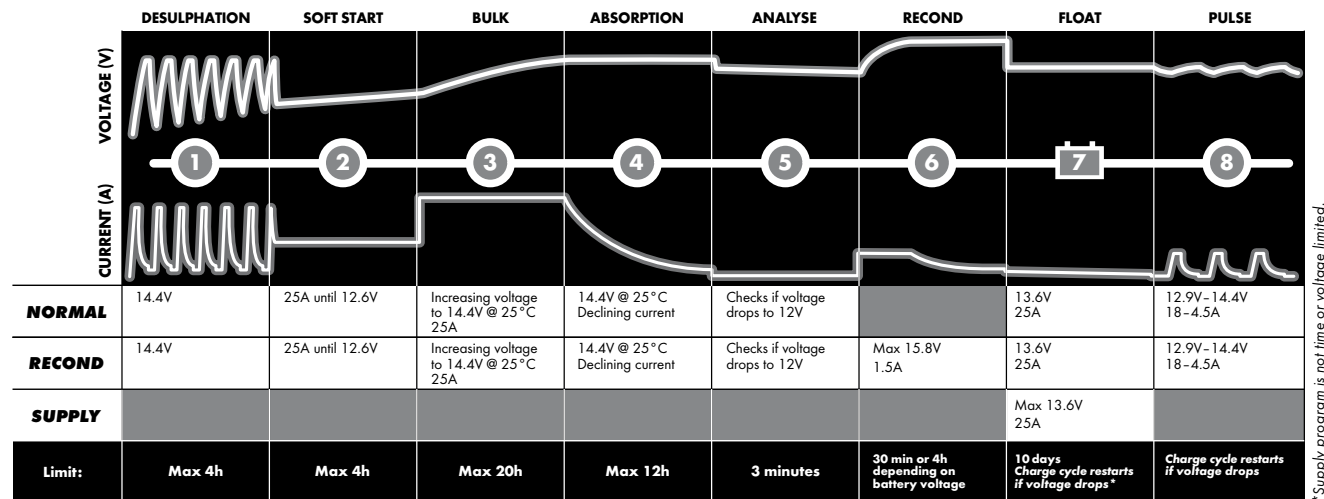 DESULPHATION SOFT START BULK ABSORPTION ANALYSE RECOND FLOAT PULSE
VOLTAGE (V)
1 2 3 4 5 6 7 8
CURRENT (A)
NORMAL
14.4V
25A until 12.6V
Increasing voltage
to 14.4V @ 25°C
25A
14.4V @ 25°C
Declining current
Checks if voltage
drops to 12V
13.6V
25A
12.9V–14.4V
18–4.5A
RECOND
14.4V
25A until 12.6V
Increasing voltage
to 14.4V @ 25°C
25A
14.4V @ 25°C
Declining current
Checks if voltage
drops to 12V
Max 15.8V
1.5A
13.6V
25A
12.9V–14.4V
18–4.5A
SUPPLY
Max 13.6V
25A
Limit:
Max 4h
Max 4h
Max 20h
Max 12h
3 minutes
30 min or 4h
depending on
battery voltage
10 days
Charge cycle restarts
if voltage drops*
Charge cycle restarts
if voltage drops
*Supply program is not time or voltage limited.